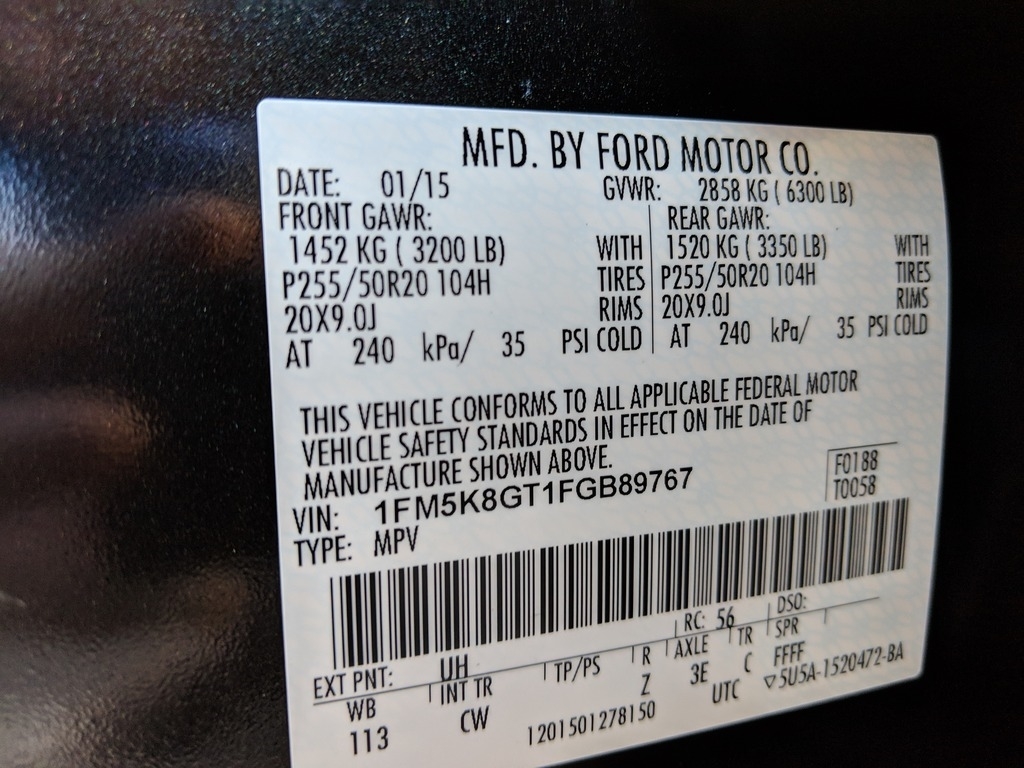 MFD. BY FORD MOTOR CO.
DATE: 01/15 GVWR: 2858 KG ( 6300 LB)
FRONT GAWR: REAR GAWR:
1452 KG ( 3200 LB) WITH 1520 KG ( 3350 LB) WITH
P255/50R20 104H TIRES P255/50R20 104H TIRES
20X9.0J RIMS 20X9.0J RIMS
AT 240 kPa/ 35 PSI COLD AT 240 kPa/ 35 PSI COLD
THIS VEHICLE CONFORMS TO ALL APPLICABLE FEDERAL MOTOR
VEHICLE SAFETY STANDARDS IN EFFECT ON THE DATE OF
MANUFACTURE SHOWN ABOVE.
F0188
VIN: 1FM5K8GT1FGB89767
T0058
TYPE: MPV
EXT PNT: UH RC: 56 DSO:
WB INT TR TP/PS R AXLE TR SPR
113 CW Z 3E C FFFF
1201501278150 UTC ▽5U5A-1520472-BA